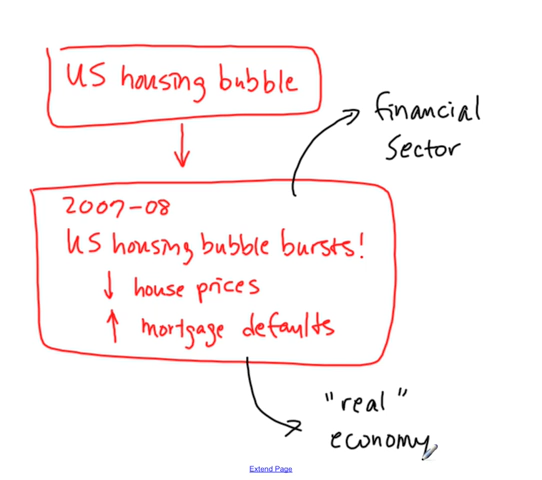 US housing bubble
financial
sector
2007-08
US housing bubble bursts!
↓ house prices
↑ mortgage defaults
"real"
economy
Extend Page